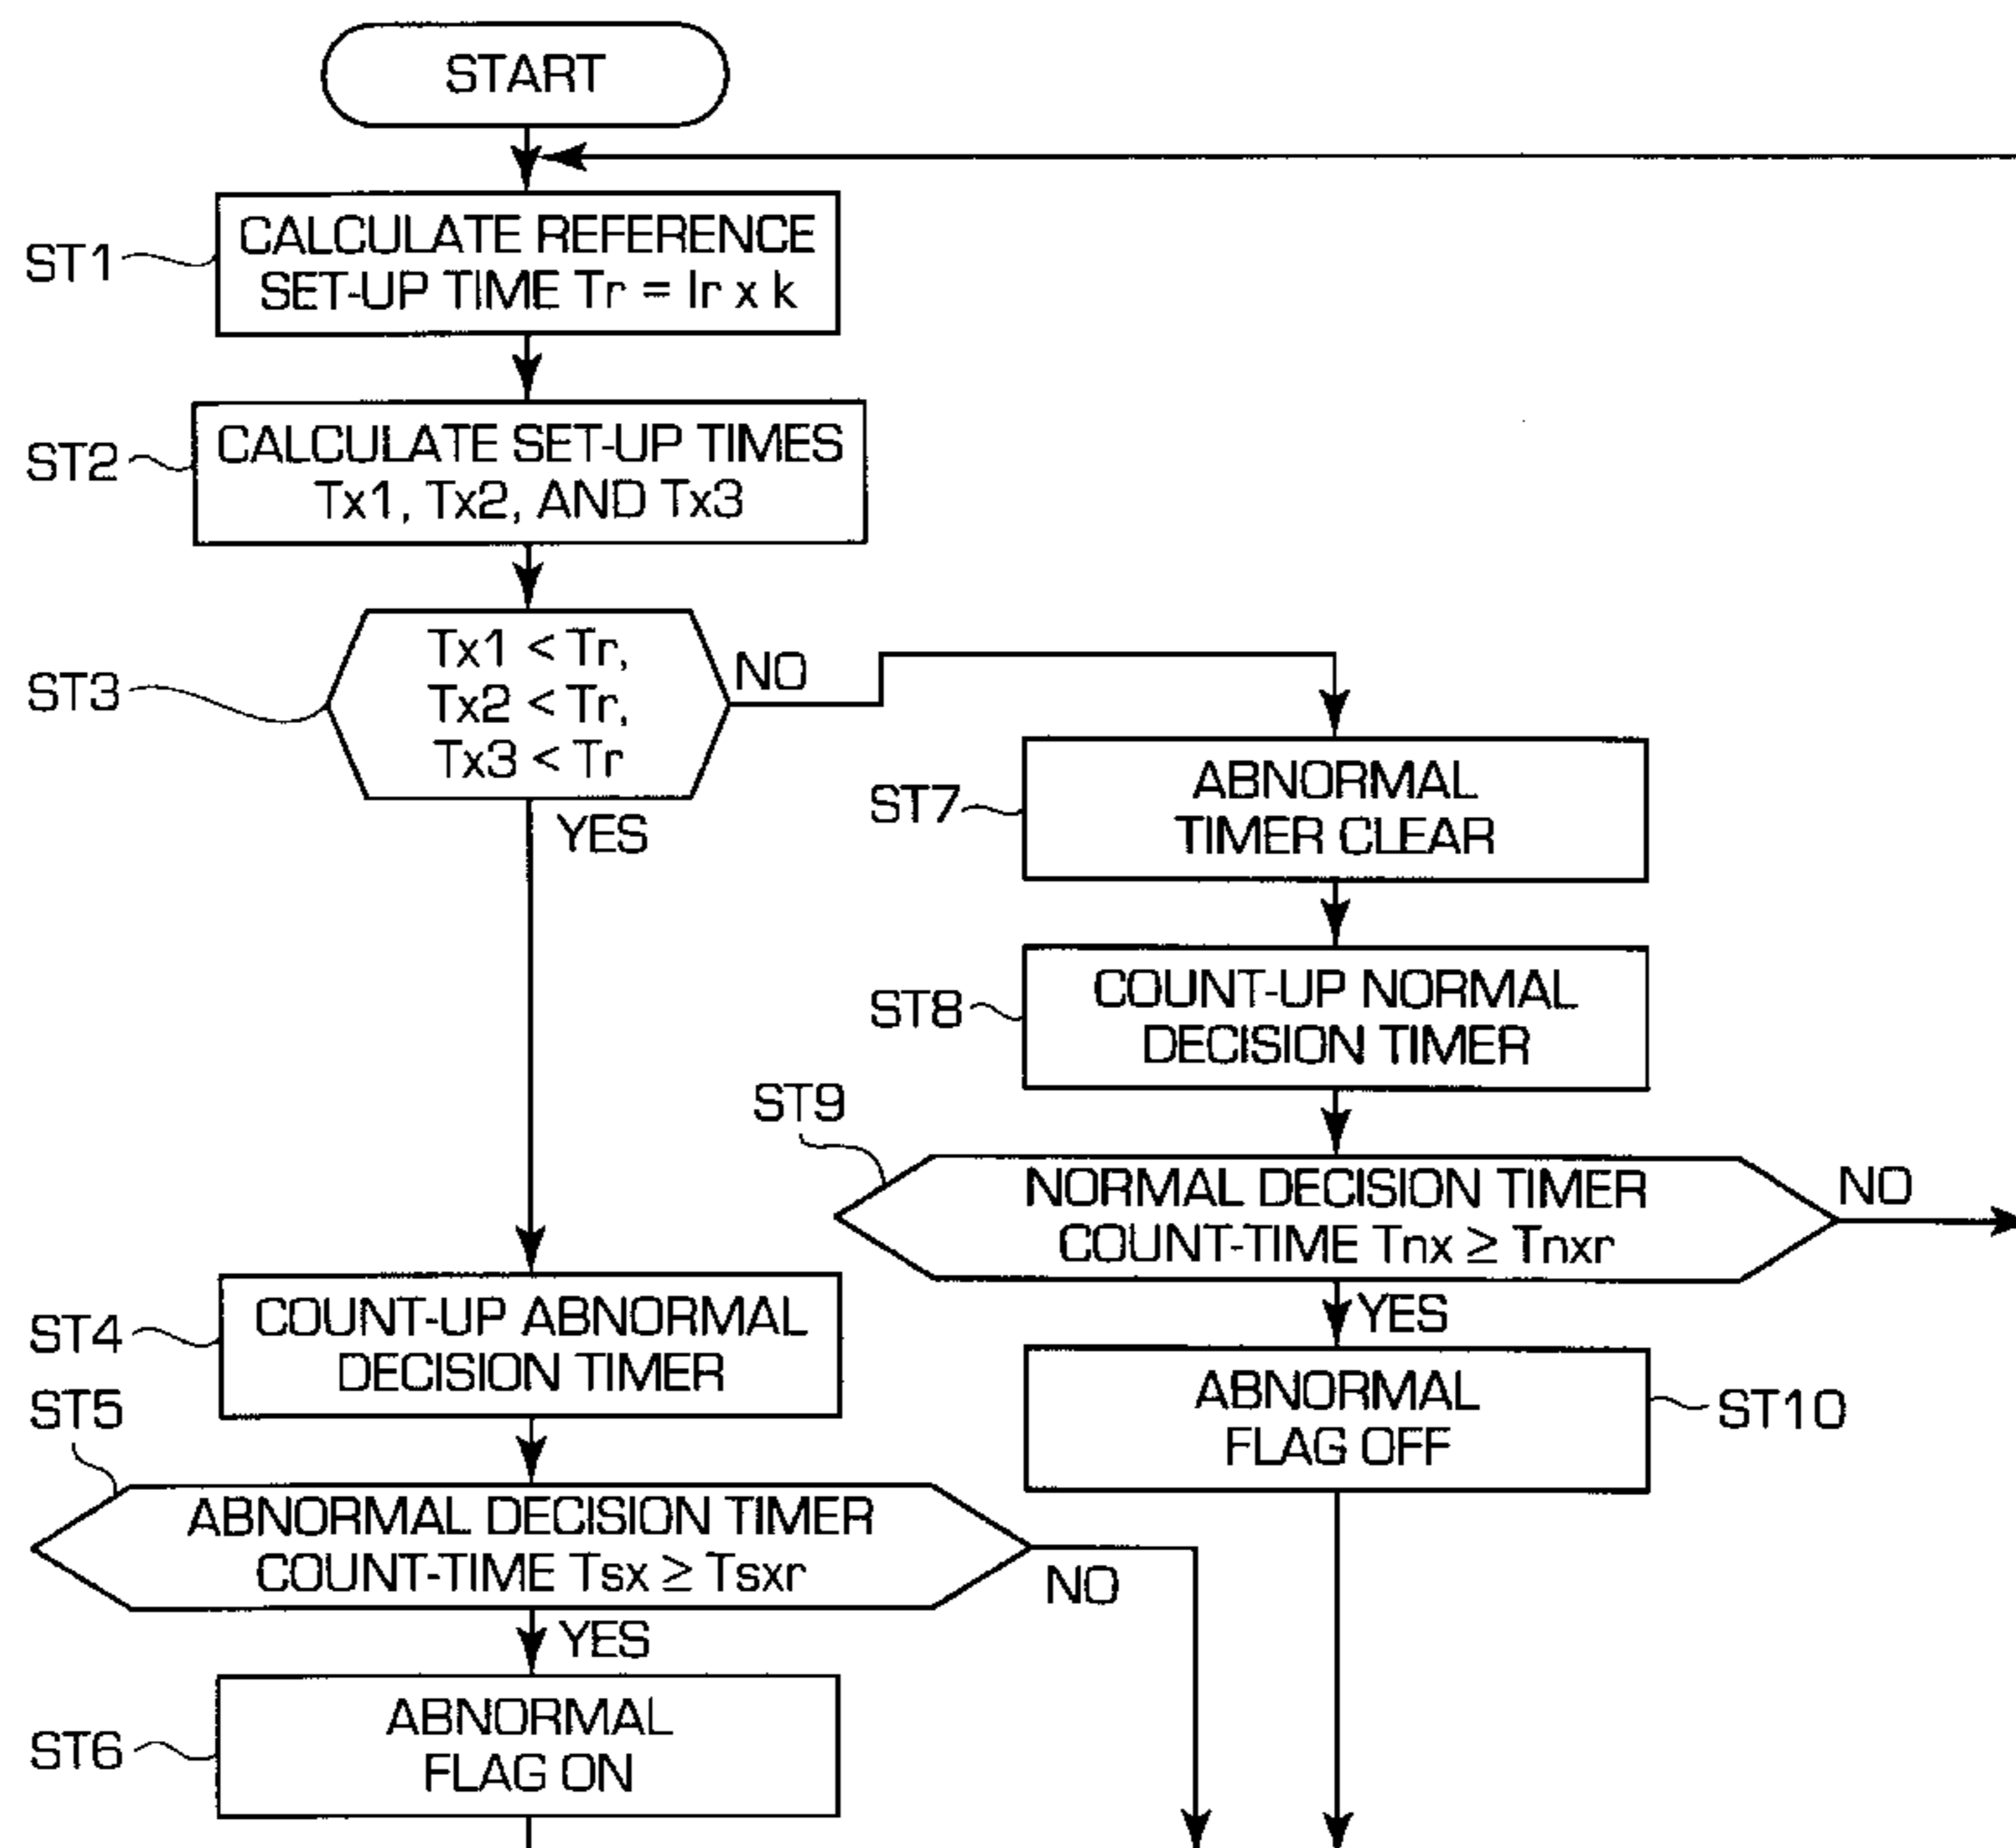 START
ST1
CALCULATE REFERENCE
SET-UP TIME Tr = Ir x k
ST2
CALCULATE SET-UP TIMES
Tx1, Tx2, AND Tx3
ST3
Tx1 < Tr,
Tx2 < Tr,
Tx3 < Tr
NO
YES
ST7
ABNORMAL
TIMER CLEAR
ST8
COUNT-UP NORMAL
DECISION TIMER
ST9
NORMAL DECISION TIMER
COUNT-TIME Tnx ≥ Tnxr
NO
YES
ST4
COUNT-UP ABNORMAL
DECISION TIMER
ABNORMAL
FLAG OFF
ST10
ST5
ABNORMAL DECISION TIMER
COUNT-TIME Tsx ≥ Tsxr
NO
YES
ST6
ABNORMAL
FLAG ON